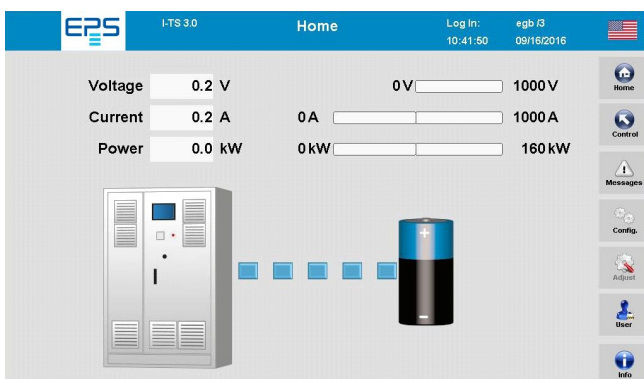 EPS
I-TS 3.0
Home
Log In: egb /3
10:41:50 09/16/2016
Voltage 0.2 V
0 V 1000 V
Current 0.2 A
0 A 1000 A
Power 0.0 kW
0 kW 160 kW
+
-
Home
Control
Messages
Config.
Adjust
User
Info